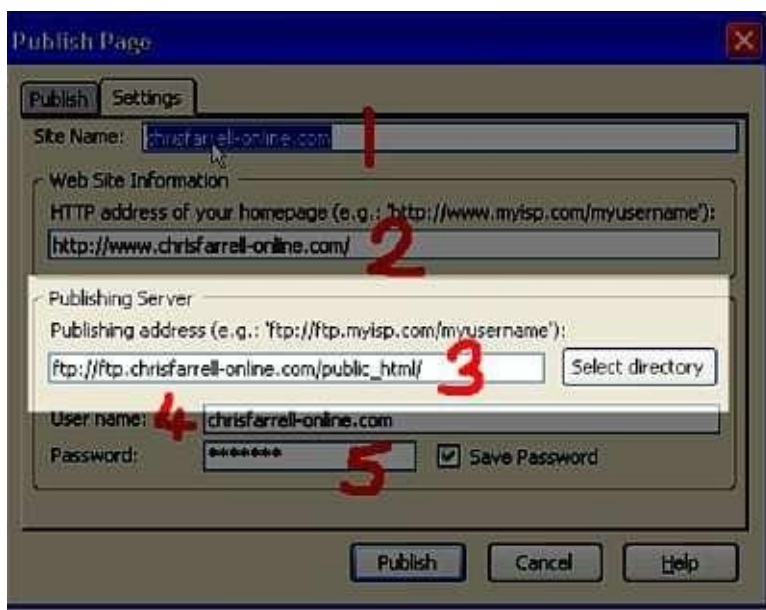 Publish Page
Publish Settings
Site Name: chrisfarrell-online.com 1
Web Site Information
HTTP address of your homepage (e.g.: 'http://www.myisp.com/myusername'):
http://www.chrisfarrell-online.com/ 2
Publishing Server
Publishing address (e.g.: 'ftp://ftp.myisp.com/myusername'):
ftp://ftp.chrisfarrell-online.com/public_html/ 3 Select directory
User name: 4 chrisfarrell-online.com
Password: ******* 5 Save Password
Publish Cancel Help